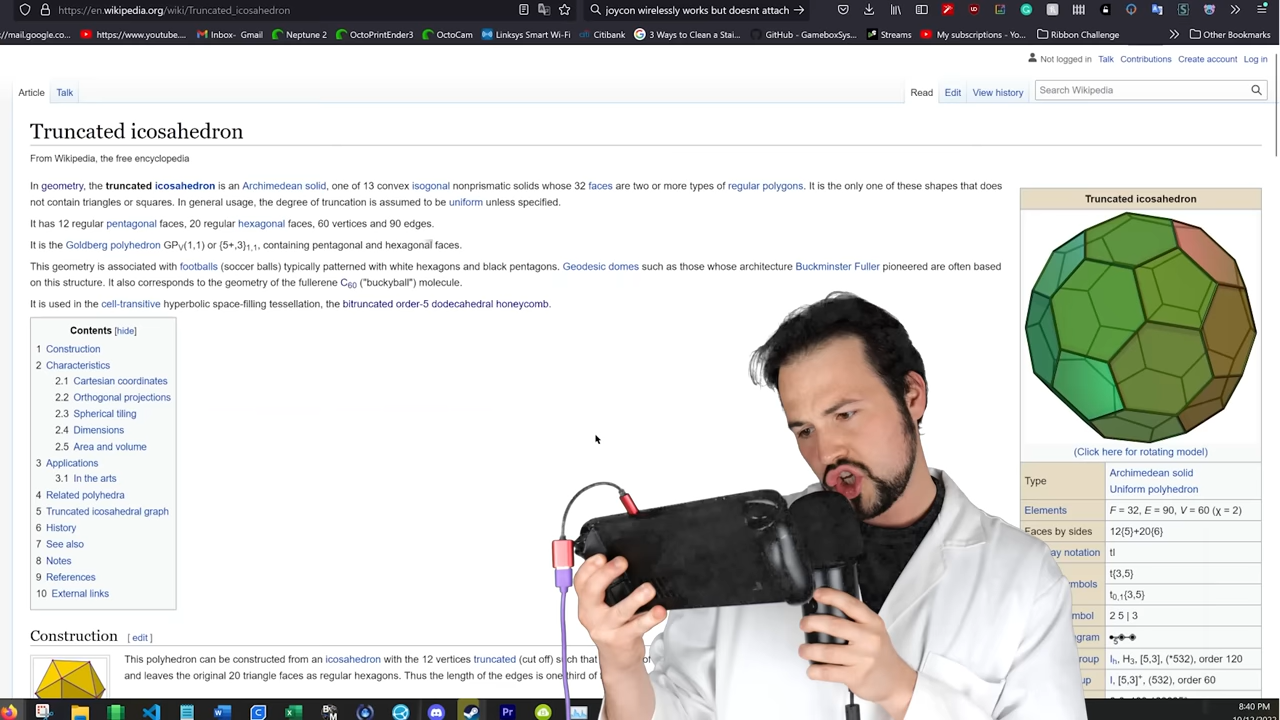 https://en.wikipedia.org/wiki/Truncated_icosahedron
joycon wirelessly works but doesnt attach
//mail.google.co... https://www.youtube.... Inbox- Gmail Neptune 2 OctoPrintEnder3 OctoCam Linksys Smart Wi-Fi Citibank 3 Ways to Clean a Stai... GitHub - GameboxSys... Streams My subscriptions - Yo... Ribbon Challenge Other Bookmarks
Not logged in Talk Contributions Create account Log in
Article Talk Read Edit View history Search Wikipedia
Truncated icosahedron
From Wikipedia, the free encyclopedia
In geometry, the truncated icosahedron is an Archimedean solid, one of 13 convex isogonal nonprismatic solids whose 32 faces are two or more types of regular polygons. It is the only one of these shapes that does
not contain triangles or squares. In general usage, the degree of truncation is assumed to be uniform unless specified.
It has 12 regular pentagonal faces, 20 regular hexagonal faces, 60 vertices and 90 edges.
It is the Goldberg polyhedron GPV(1,1) or {5+,3}1,1, containing pentagonal and hexagonal faces.
This geometry is associated with footballs (soccer balls) typically patterned with white hexagons and black pentagons. Geodesic domes such as those whose architecture Buckminster Fuller pioneered are often based
on this structure. It also corresponds to the geometry of the fullerene C60 ("buckyball") molecule.
It is used in the cell-transitive hyperbolic space-filling tessellation, the bitruncated order-5 dodecahedral honeycomb.
Contents [hide]
1 Construction
2 Characteristics
2.1 Cartesian coordinates
2.2 Orthogonal projections
2.3 Spherical tiling
2.4 Dimensions
2.5 Area and volume
3 Applications
3.1 In the arts
4 Related polyhedra
5 Truncated icosahedral graph
6 History
7 See also
8 Notes
9 References
10 External links
Construction [ edit ]
This polyhedron can be constructed from an icosahedron with the 12 vertices truncated (cut off) such that of
and leaves the original 20 triangle faces as regular hexagons. Thus the length of the edges is one third of
Truncated icosahedron
(Click here for rotating model)
Type Archimedean solid
Uniform polyhedron
Elements F = 32, E = 90, V = 60 (χ = 2)
Faces by sides 12{5}+20{6}
ay notation tI
mbols t{3,5}
t0,1{3,5}
mbol 2 5 | 3
gram 5
roup Ih, H3, [5,3], (*532), order 120
up I, [5,3]+, (532), order 60
8:40 PM